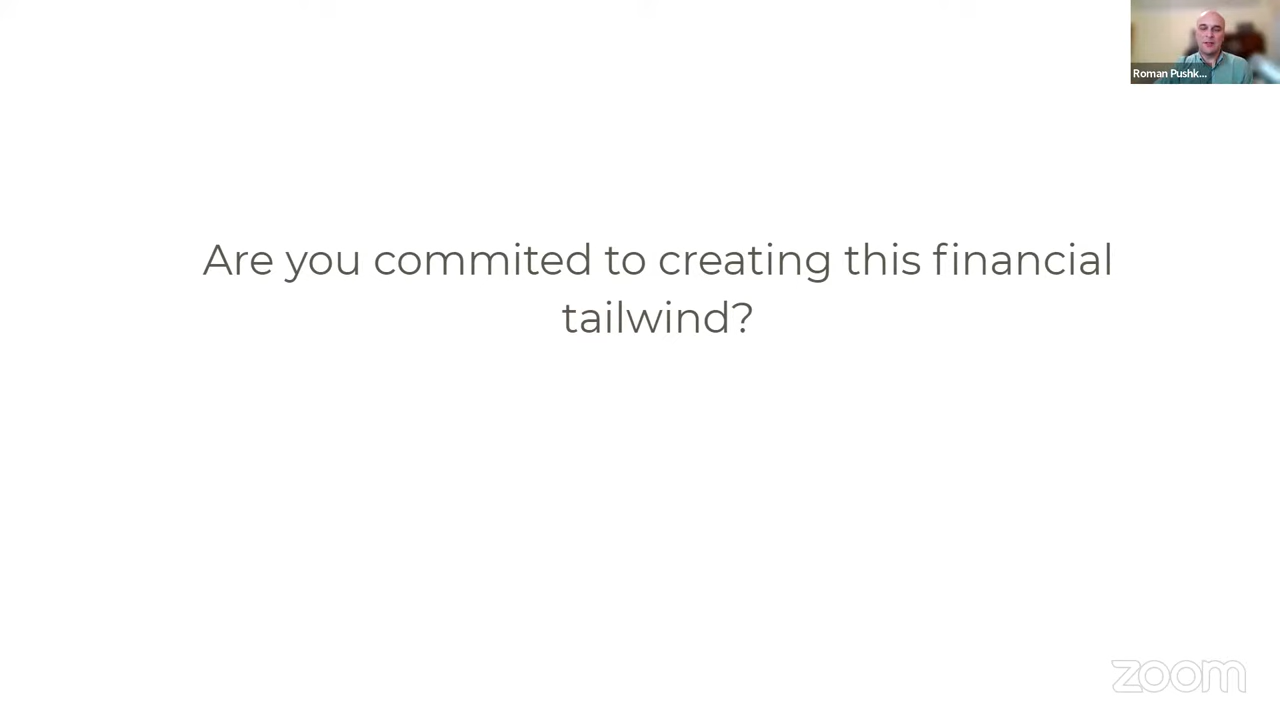 Roman Pushk...
Are you commited to creating this financial
tailwind?
zoom